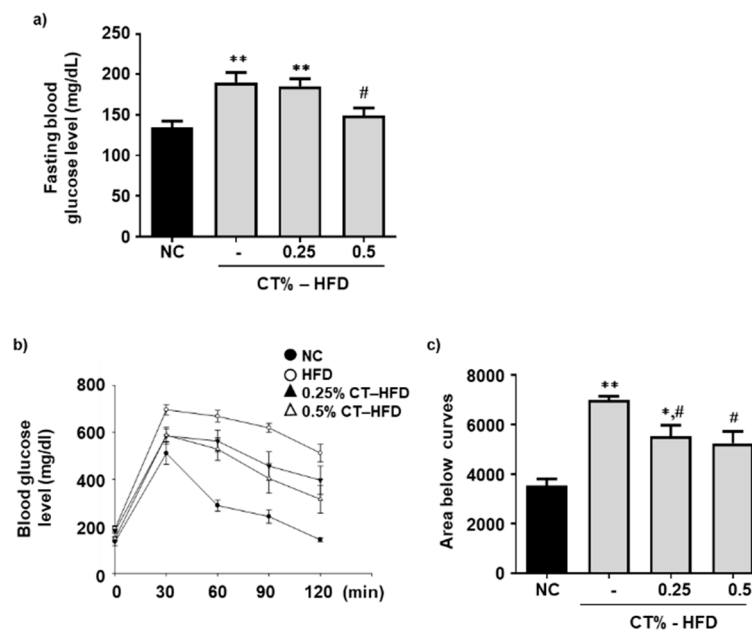 a)
Fasting blood
glucose level (mg/dL)
250
200
150
100
50
0
**
**
#
NC
-
0.25
0.5
CT% – HFD
b)
NC
HFD
0.25% CT–HFD
0.5% CT–HFD
Blood glucose
level (mg/dl)
800
600
400
200
0
0 30 60 90 120 (min)
c)
Area below curves
8000
6000
4000
2000
0
**
*,#
#
NC
-
0.25
0.5
CT% - HFD